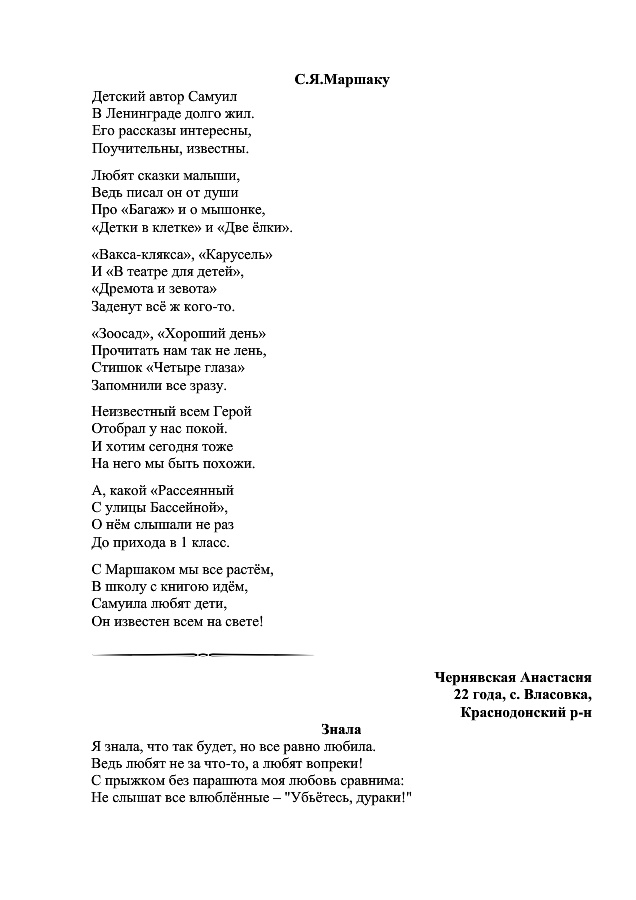 С.Я.Маршаку
Детский автор Самуил
В Ленинграде долго жил.
Его рассказы интересны,
Поучительны, известны.
Любят сказки малыши,
Ведь писал он от души
Про «Багаж» и о мышонке,
«Детки в клетке» и «Две ёлки».
«Вакса-клякса», «Карусель»
И «В театре для детей»,
«Дремота и зевота»
Заденут всё ж кого-то.
«Зоосад», «Хороший день»
Прочитать нам так не лень,
Стишок «Четыре глаза»
Запомнили все зразу.
Неизвестный всем Герой
Отобрал у нас покой.
И хотим сегодня тоже
На него мы быть похожи.
А, какой «Рассеянный
С улицы Бассейной»,
О нём слышали не раз
До прихода в 1 класс.
С Маршаком мы все растём,
В школу с книгою идём,
Самуила любят дети,
Он известен всем на свете!
Чернявская Анастасия
22 года, с. Власовка,
Краснодонский р-н
Знала
Я знала, что так будет, но все равно любила.
Ведь любят не за что-то, а любят вопреки!
С прыжком без парашюта моя любовь сравнима:
Не слышат все влюблённые – "Убьётесь, дураки!"